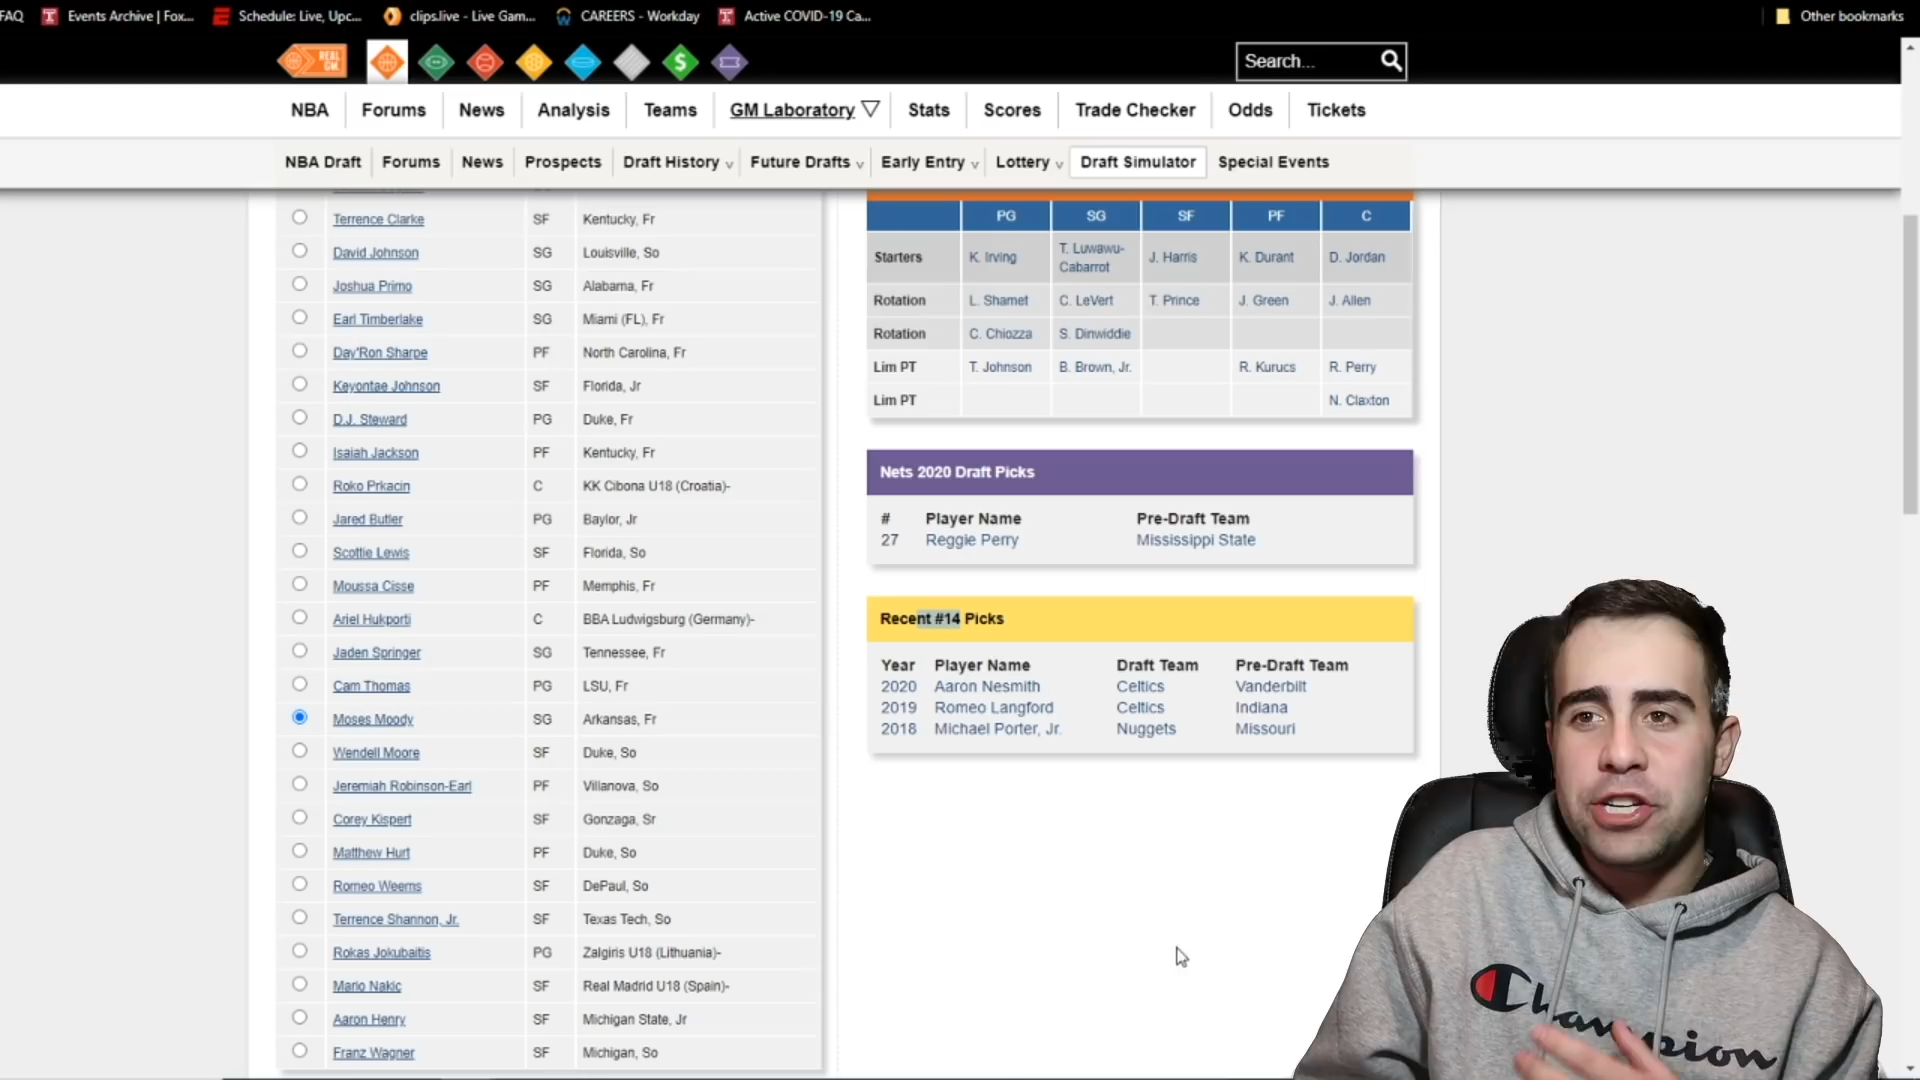 FAQ Events Archive | Fox... Schedule: Live, Upc... clips.live - Live Gam... CAREERS - Workday Active COVID-19 Ca... Other bookmarks
REAL GM
$
Search...
NBA Forums News Analysis Teams GM Laboratory Stats Scores Trade Checker Odds Tickets
NBA Draft Forums News Prospects Draft History Future Drafts Early Entry Lottery Draft Simulator Special Events
Terrence Clarke SF Kentucky, Fr
David Johnson SG Louisville, So
Joshua Primo SG Alabama, Fr
Earl Timberlake SG Miami (FL), Fr
Day'Ron Sharpe PF North Carolina, Fr
Keyontae Johnson SF Florida, Jr
D.J. Steward PG Duke, Fr
Isaiah Jackson PF Kentucky, Fr
Roko Prkacin C KK Cibona U18 (Croatia)-
Jared Butler PG Baylor, Jr
Scottie Lewis SF Florida, So
Moussa Cisse PF Memphis, Fr
Ariel Hukporti C BBA Ludwigsburg (Germany)-
Jaden Springer SG Tennessee, Fr
Cam Thomas PG LSU, Fr
Moses Moody SG Arkansas, Fr
Wendell Moore SF Duke, So
Jeremiah Robinson-Earl PF Villanova, So
Corey Kispert SF Gonzaga, Sr
Matthew Hurt PF Duke, So
Romeo Weems SF DePaul, So
Terrence Shannon, Jr. SF Texas Tech, So
Rokas Jokubaitis PG Zalgiris U18 (Lithuania)-
Mario Nakic SF Real Madrid U18 (Spain)-
Aaron Henry SF Michigan State, Jr
Franz Wagner SF Michigan, So
PG SG SF PF C
Starters K. Irving T. Luwawu-Cabarrot J. Harris K. Durant D. Jordan
Rotation L. Shamet C. LeVert T. Prince J. Green J. Allen
Rotation C. Chiozza S. Dinwiddie
Lim PT T. Johnson B. Brown, Jr. R. Kurucs R. Perry
Lim PT N. Claxton
Nets 2020 Draft Picks
# Player Name Pre-Draft Team
27 Reggie Perry Mississippi State
Recent #14 Picks
Year Player Name Draft Team Pre-Draft Team
2020 Aaron Nesmith Celtics Vanderbilt
2019 Romeo Langford Celtics Indiana
2018 Michael Porter, Jr. Nuggets Missouri
Champion